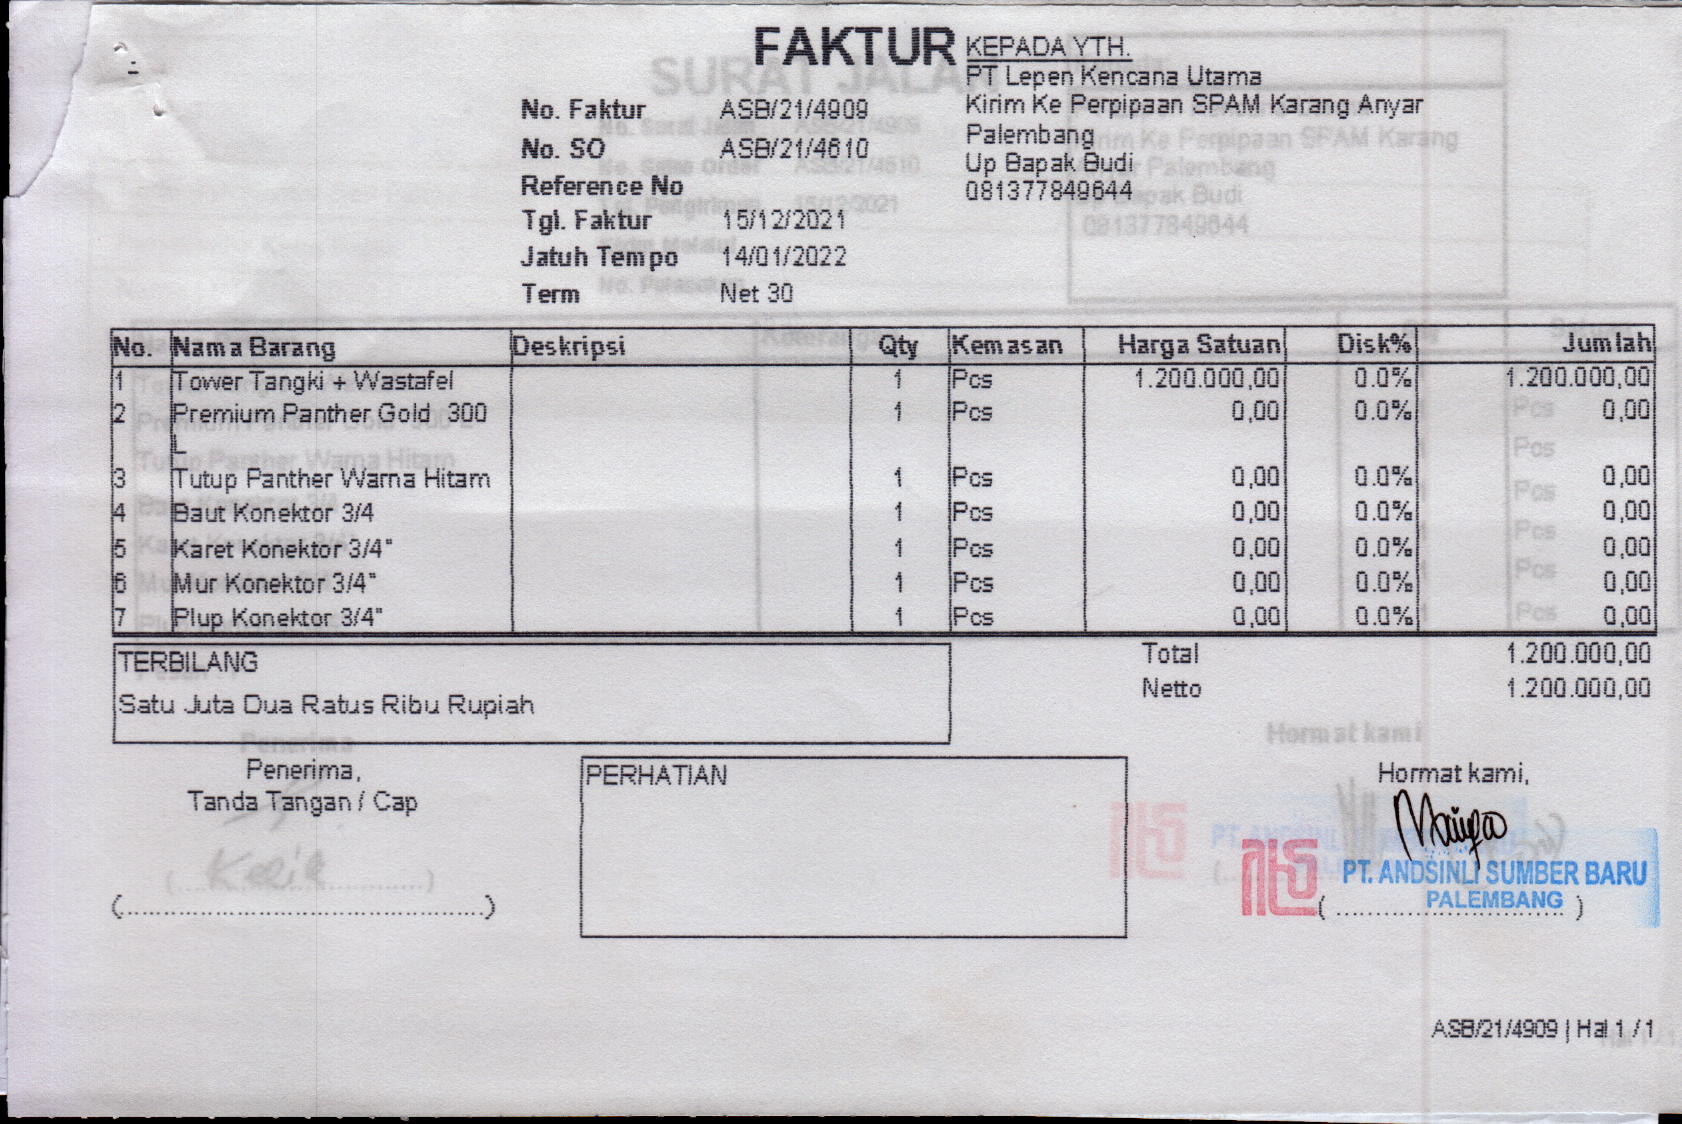 FAKTUR
KEPADA YTH.
PT Lepen Kencana Utama
Kirim Ke Perpipaan SPAM Karang Anyar
Palembang
Up Bapak Budi
081377849644
No. Faktur ASB/21/4909
No. SO ASB/21/4610
Reference No
Tgl. Faktur 15/12/2021
Jatuh Tempo 14/01/2022
Term Net 30
No. Nama Barang Deskripsi Qty Kemasan Harga Satuan Disk% Jumlah
1 Tower Tangki + Wastafel 1 Pcs 1.200.000,00 0.0% 1.200.000,00
2 Premium Panther Gold 300 1 Pcs 0,00 0.0% 0,00
L
3 Tutup Panther Warna Hitam 1 Pcs 0,00 0.0% 0,00
4 Baut Konektor 3/4 1 Pcs 0,00 0.0% 0,00
5 Karet Konektor 3/4" 1 Pcs 0,00 0.0% 0,00
6 Mur Konektor 3/4" 1 Pcs 0,00 0.0% 0,00
7 Plup Konektor 3/4" 1 Pcs 0,00 0.0% 0,00
Total 1.200.000,00
Netto 1.200.000,00
TERBILANG
Satu Juta Dua Ratus Ribu Rupiah
Penerima,
Tanda Tangan / Cap
PERHATIAN
Hormat kami,
PT. ANDSINLI SUMBER BARU
PALEMBANG
ASB/21/4909 | Hal 1 / 1